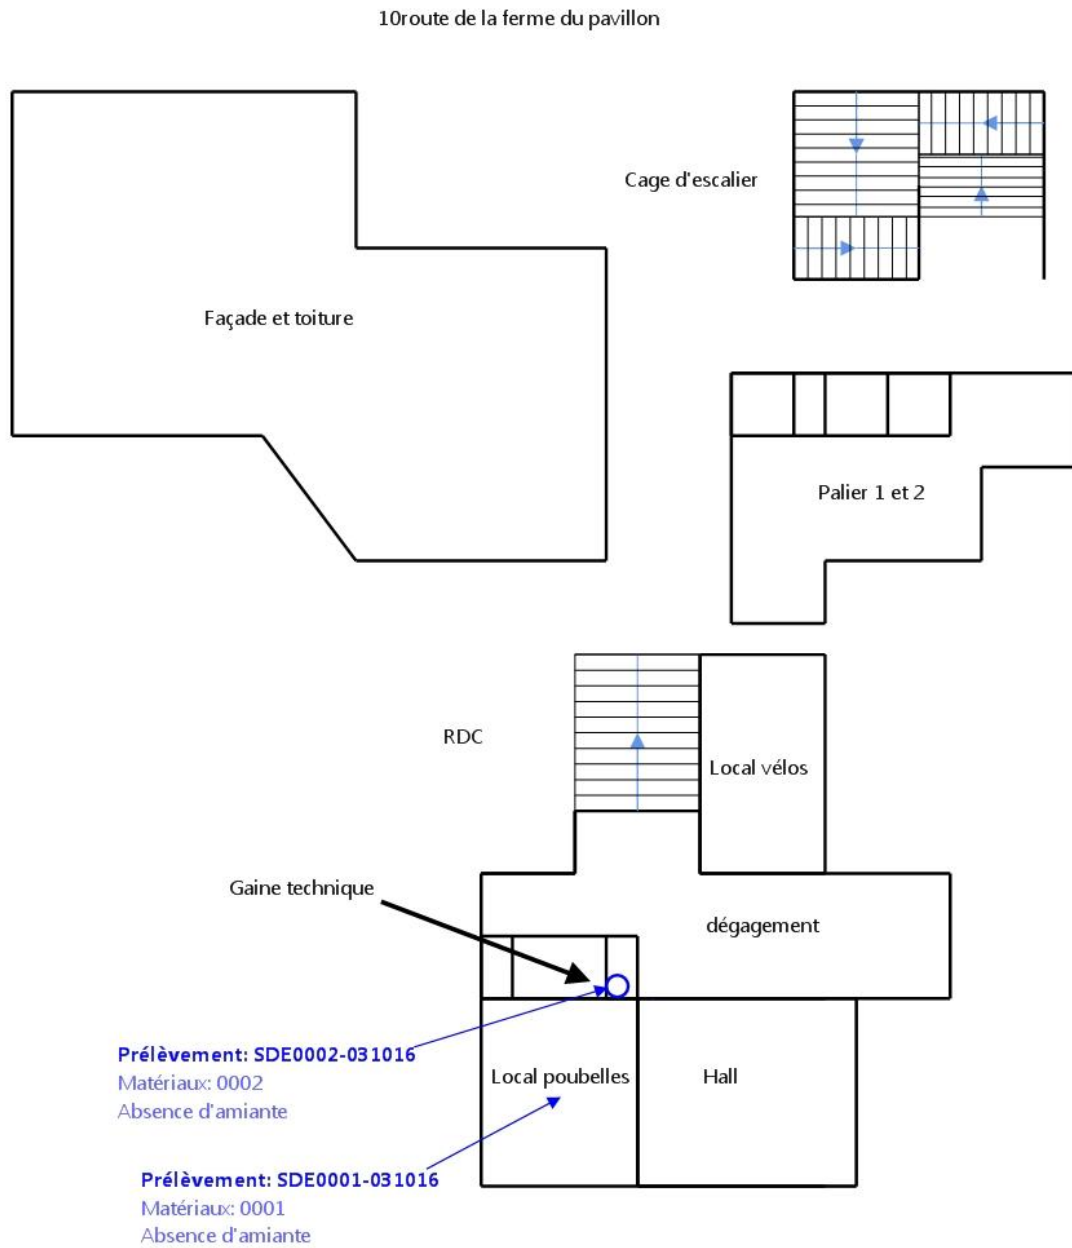 10route de la ferme du pavillon
Cage d'escalier
Façade et toiture
Palier 1 et 2
RDC
Local vélos
Gaine technique
dégagement
Prélèvement: SDE0002-031016
Matériaux: 0002
Absence d'amiante
Local poubelles
Hall
Prélèvement: SDE0001-031016
Matériaux: 0001
Absence d'amiante